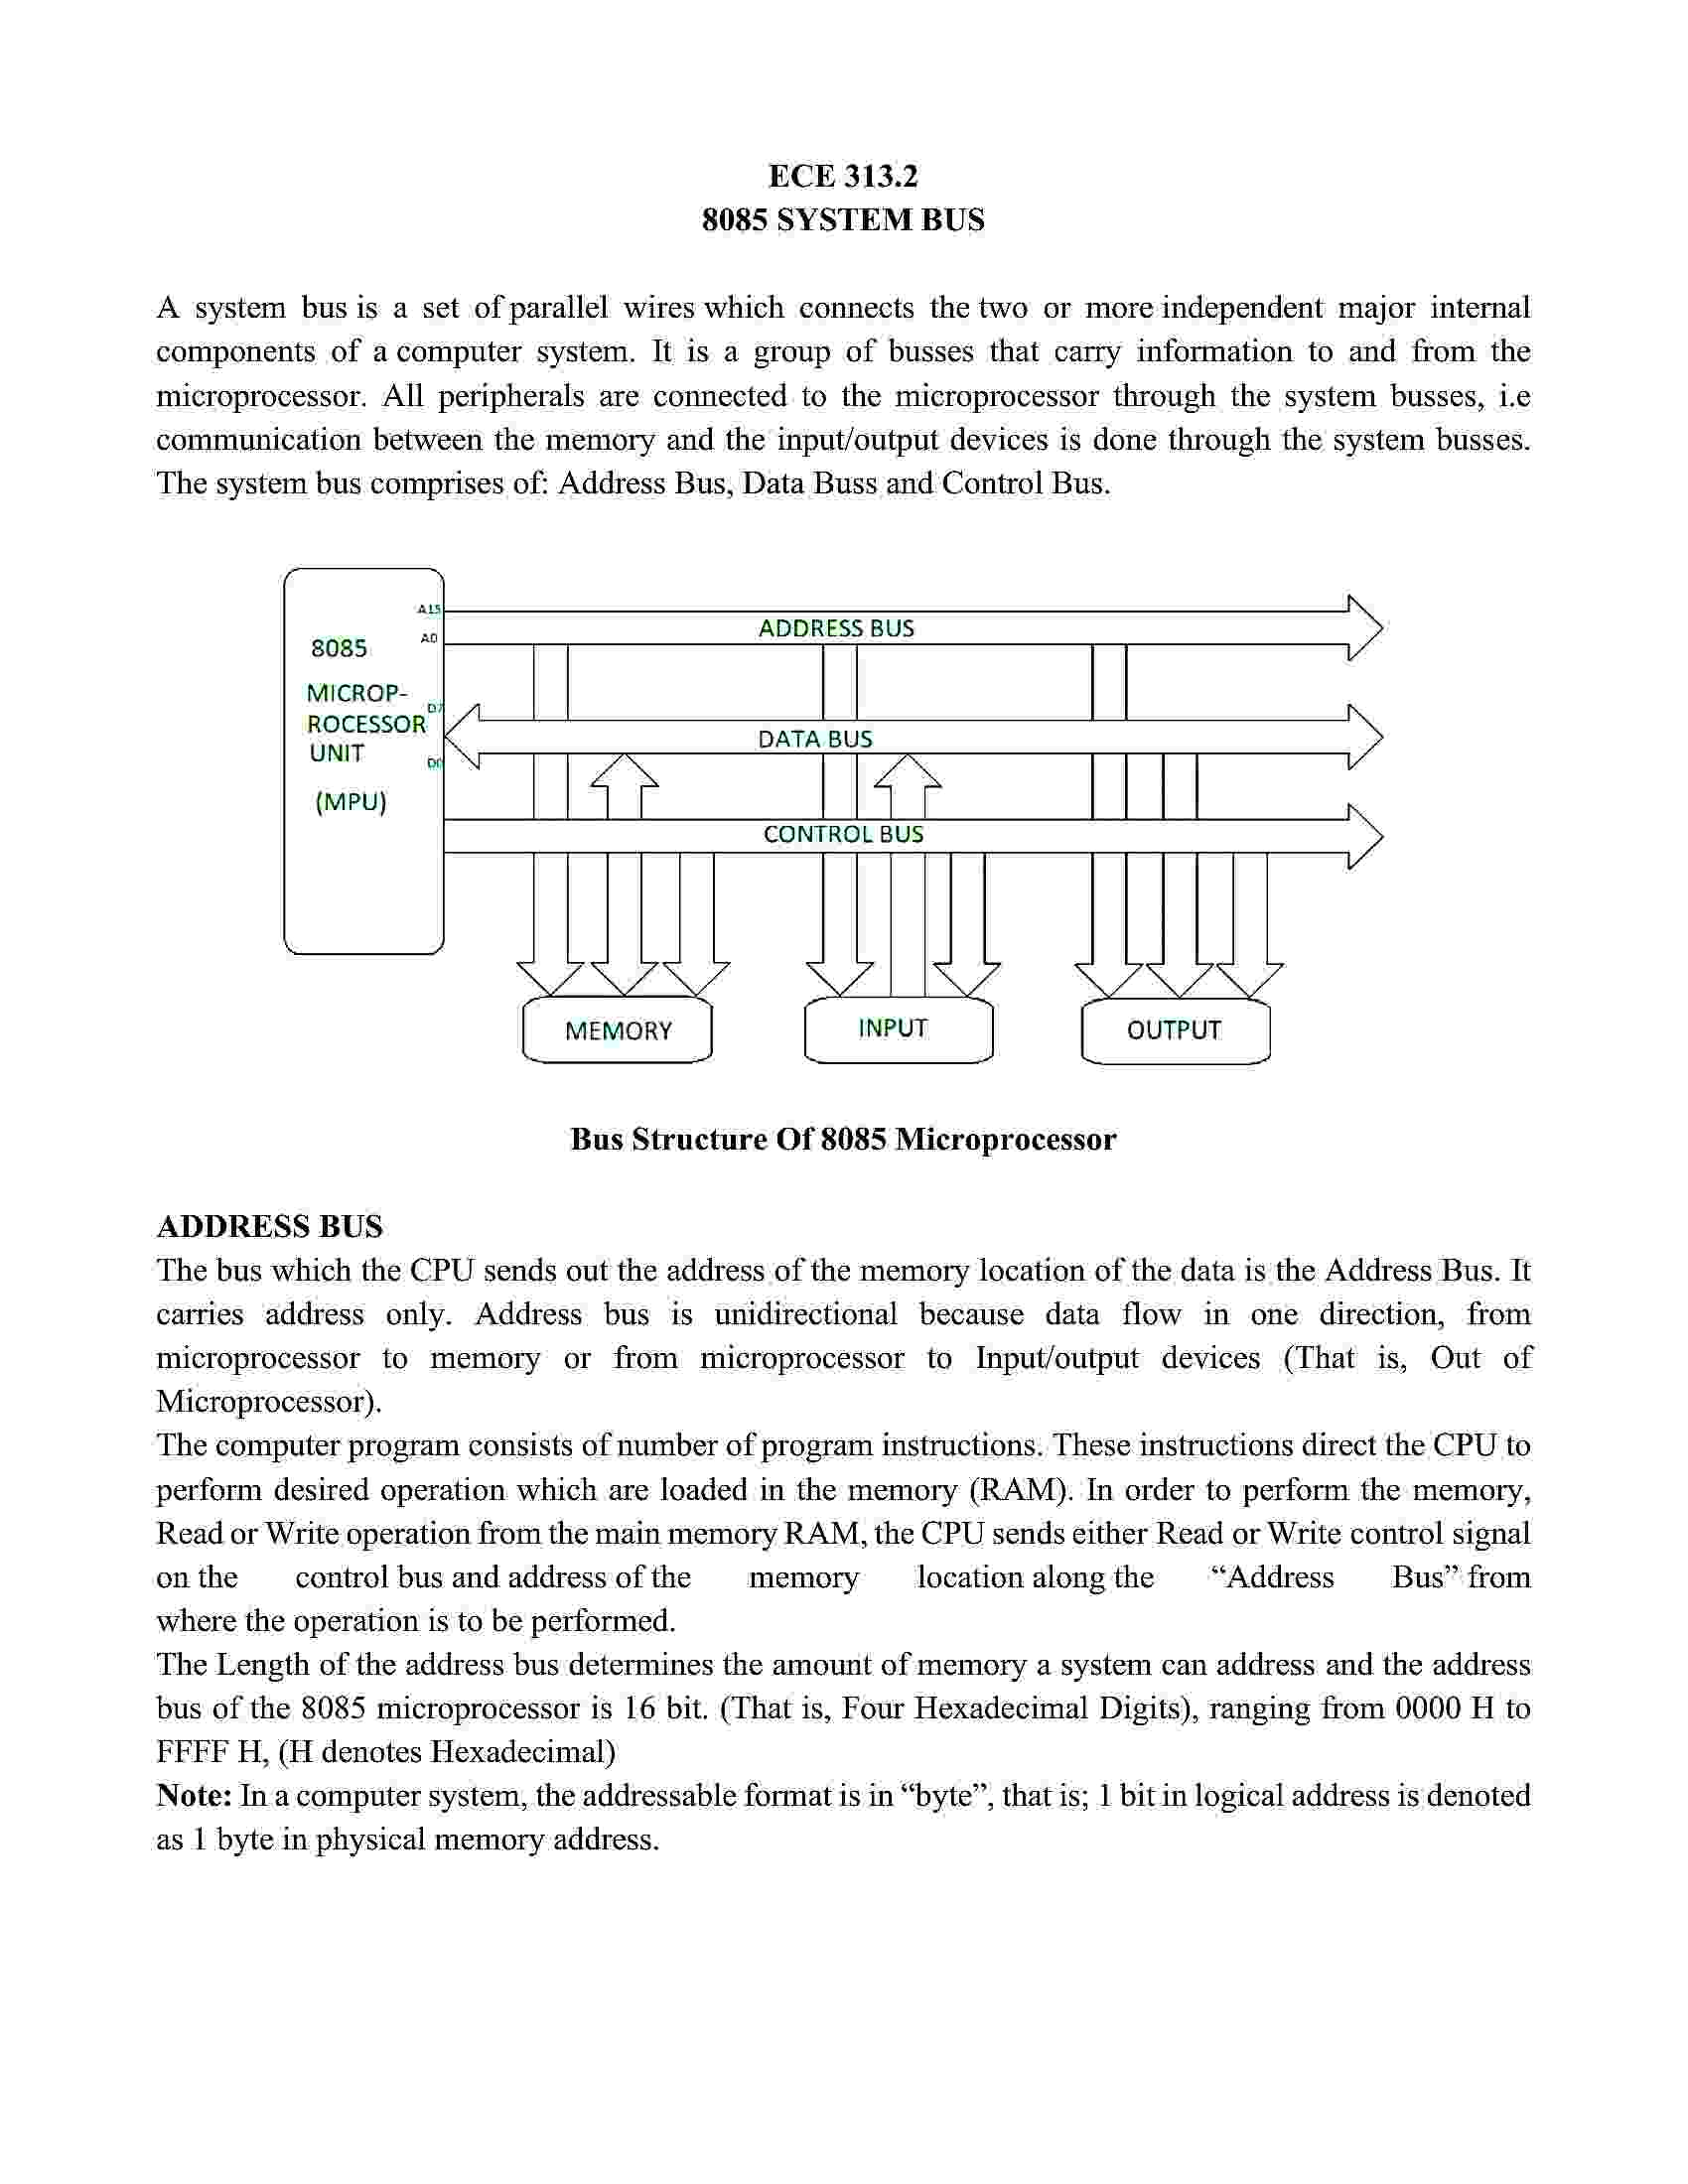 ECE 313.2
8085 SYSTEM BUS
A system bus is a set of parallel wires which connects the two or more independent major internal
components of a computer system. It is a group of busses that carry information to and from the
microprocessor. All peripherals are connected to the microprocessor through the system busses, i.e
communication between the memory and the input/output devices is done through the system busses.
The system bus comprises of: Address Bus, Data Buss and Control Bus.
A15
ADDRESS BUS
A0
8085
MICROP-
D7
ROCESSOR
DATA BUS
UNIT
D0
(MPU)
CONTROL BUS
MEMORY
INPUT
OUTPUT
Bus Structure Of 8085 Microprocessor
ADDRESS BUS
The bus which the CPU sends out the address of the memory location of the data is the Address Bus. It
carries address only. Address bus is unidirectional because data flow in one direction, from
microprocessor to memory or from microprocessor to Input/output devices (That is, Out of
Microprocessor).
The computer program consists of number of program instructions. These instructions direct the CPU to
perform desired operation which are loaded in the memory (RAM). In order to perform the memory,
Read or Write operation from the main memory RAM, the CPU sends either Read or Write control signal
on the control bus and address of the memory location along the “Address Bus” from
where the operation is to be performed.
The Length of the address bus determines the amount of memory a system can address and the address
bus of the 8085 microprocessor is 16 bit. (That is, Four Hexadecimal Digits), ranging from 0000 H to
FFFF H, (H denotes Hexadecimal)
Note: In a computer system, the addressable format is in “byte”, that is; 1 bit in logical address is denoted
as 1 byte in physical memory address.